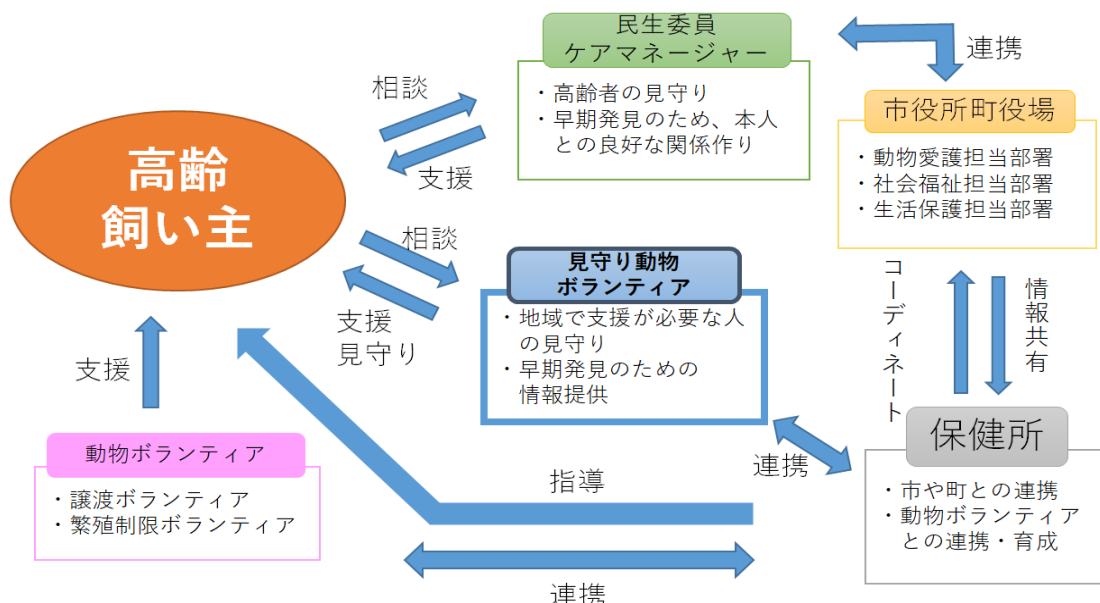 民生委員
ケアマネージャー
・高齢者の見守り
・早期発見のため、本人
との良好な関係作り
連携
市役所町役場
・動物愛護担当部署
・社会福祉担当部署
・生活保護担当部署
相談
支援
高齢
飼い主
相談
支援
見守り
見守り動物
ボランティア
・地域で支援が必要な人
の見守り
・早期発見のための
情報提供
コーディネート
情報共有
支援
動物ボランティア
・譲渡ボランティア
・繁殖制限ボランティア
指導
連携
連携
保健所
・市や町との連携
・動物ボランティア
との連携・育成